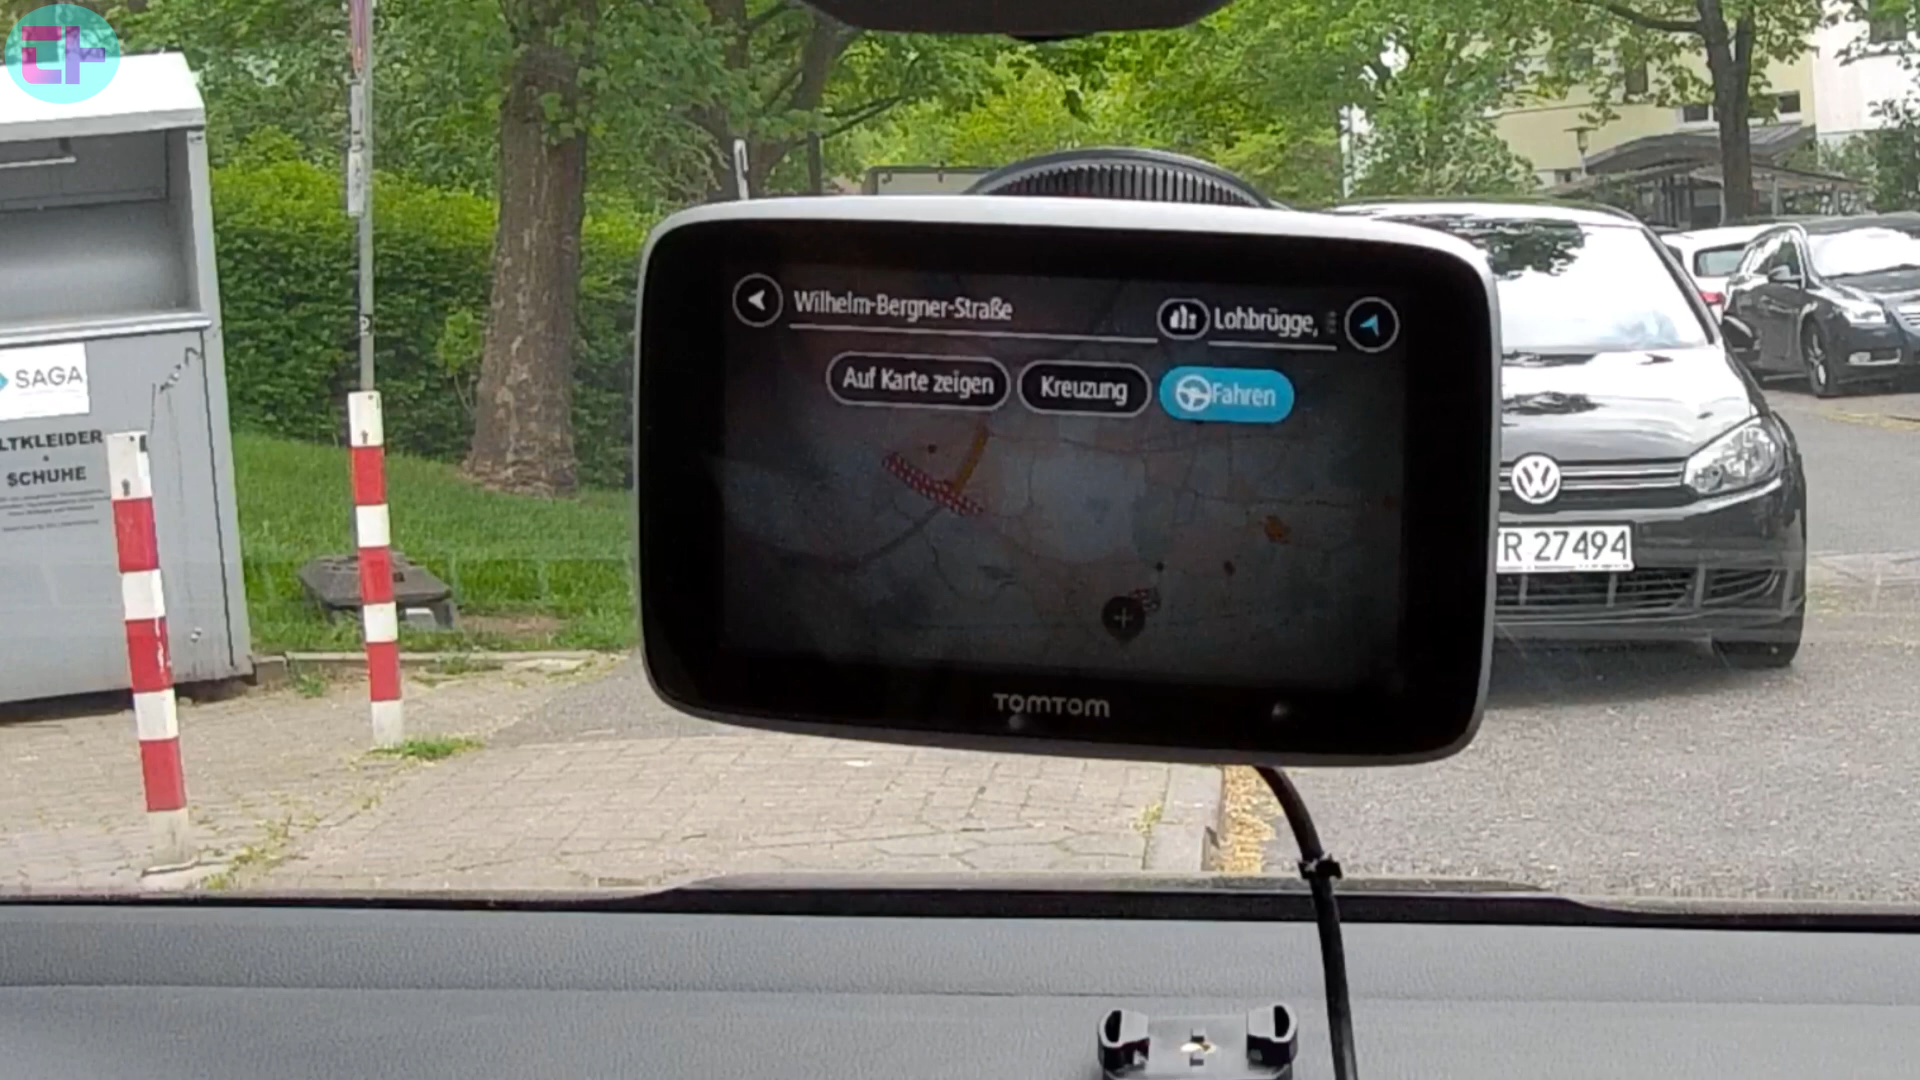 SAGA
LTKLEIDER
SCHUHE
Wilhelm-Bergner-Straße
Lohbrügge,
Auf Karte zeigen
Kreuzung
Fahren
TOMTOM
R 27494